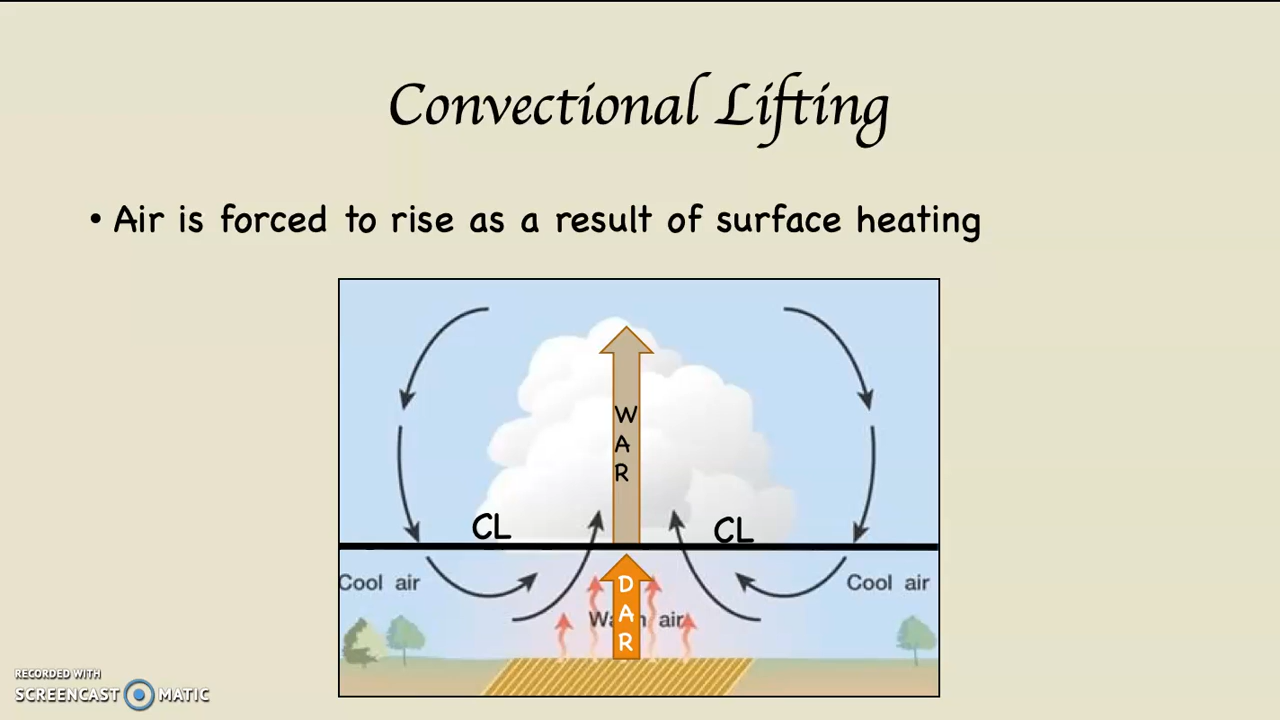 Convectional Lifting
• Air is forced to rise as a result of surface heating
W
A
R
CL
CL
Cool air
Cool air
D
A
R
air
RECORDED WITH
SCREENCAST MATIC